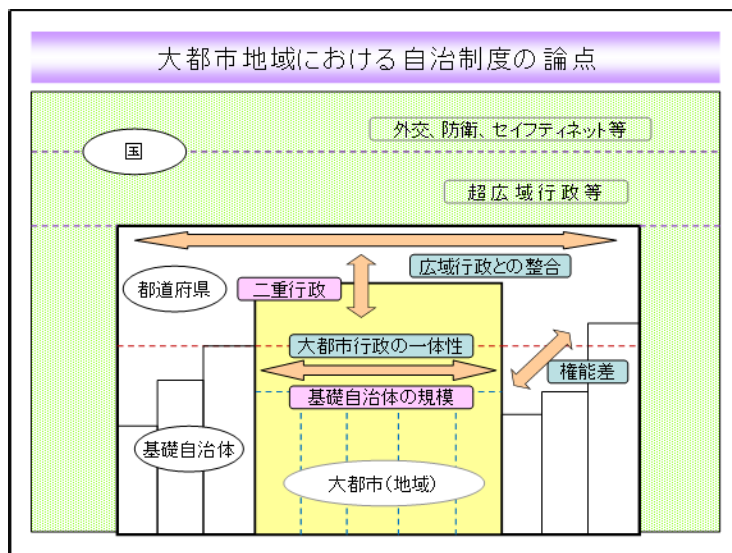 大都市地域における自治制度の論点
外交、防衛、セイフティネット等
国
超広域行政等
広域行政との整合
都道府県
二重行政
大都市行政の一体性
権能差
基礎自治体の規模
基礎自治体
大都市(地域)